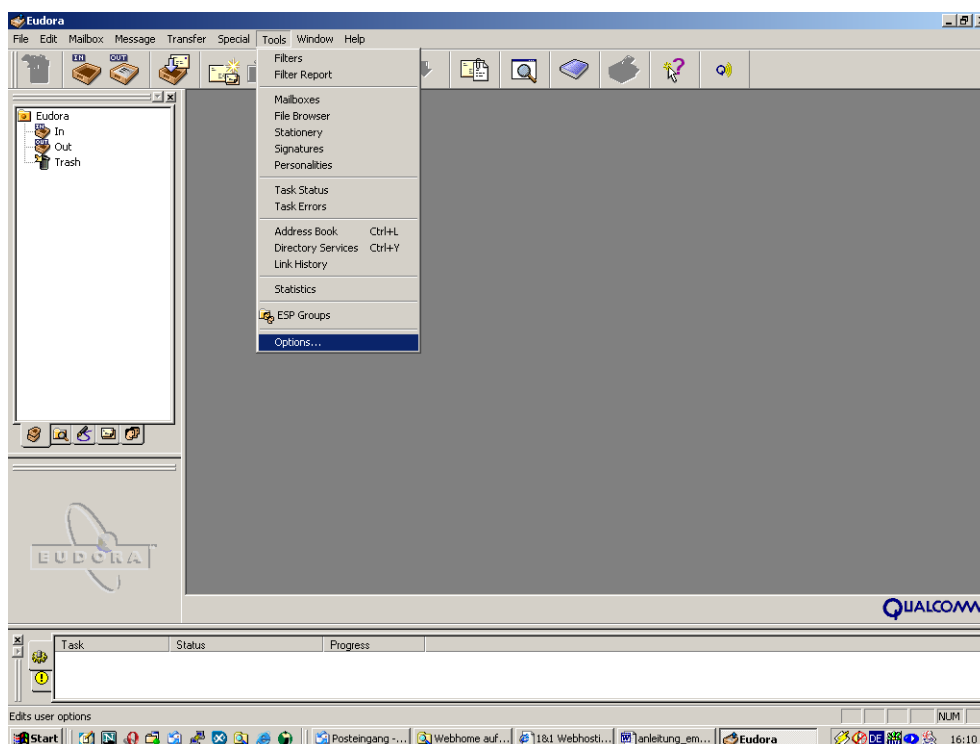 Eudora
File Edit Mailbox Message Transfer Special Tools Window Help
IN OUT
Filters
Filter Report
Mailboxes
File Browser
Stationery
Signatures
Personalities
Task Status
Task Errors
Address Book Ctrl+L
Directory Services Ctrl+Y
Link History
Statistics
ESP Groups
Options...
Eudora
In
Out
Trash
EUDORA
QUALCOMM
Task Status Progress
Edits user options
NUM
Start Posteingang -... Webhome auf... 1&1 Webhosti... anleitung_em... Eudora DE